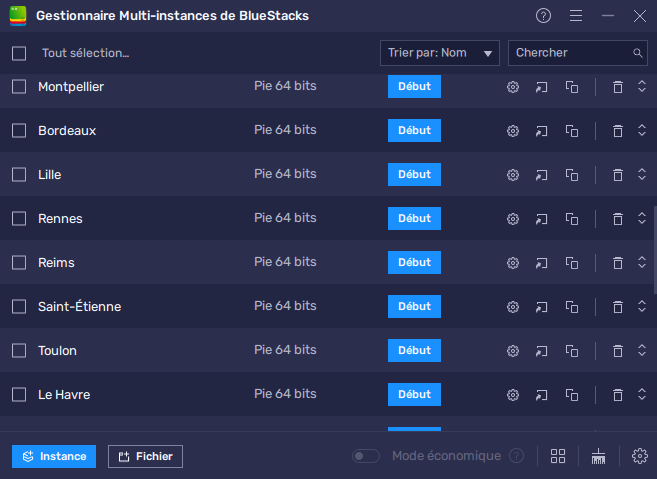 Gestionnaire Multi-instances de BlueStacks
Tout sélection... Trier par: Nom Chercher
Montpellier Pie 64 bits Début
Bordeaux Pie 64 bits Début
Lille Pie 64 bits Début
Rennes Pie 64 bits Début
Reims Pie 64 bits Début
Saint-Étienne Pie 64 bits Début
Toulon Pie 64 bits Début
Le Havre Pie 64 bits Début
Instance Fichier Mode économique ?